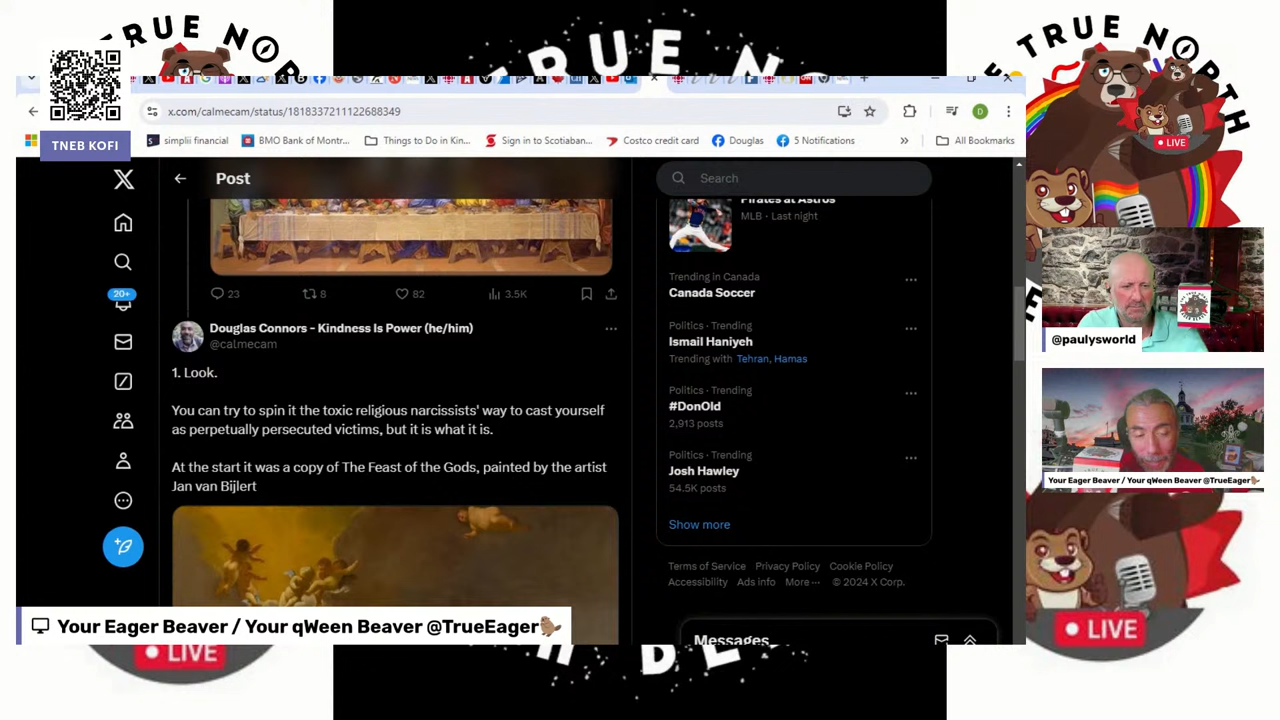 TRUE NO
TRUE N
TRUE NORTH
LIVE
TNEB KOFI
x.com/calmecam/status/1818337211122688349
simplii financial
BMO Bank of Montr...
Things to Do in Kin...
Sign in to Scotiaban...
Costco credit card
Douglas
5 Notifications
All Bookmarks
Post
Search
Pirates at Astros
MLB · Last night
23
8
82
3.5K
20+
Douglas Connors - Kindness Is Power (he/him)
@calmecam
1. Look.
You can try to spin it the toxic religious narcissists' way to cast yourself
as perpetually persecuted victims, but it is what it is.
At the start it was a copy of The Feast of the Gods, painted by the artist
Jan van Bijlert
Trending in Canada
Canada Soccer
Politics · Trending
Ismail Haniyeh
Trending with Tehran, Hamas
Politics · Trending
#DonOld
2,913 posts
Politics · Trending
Josh Hawley
54.5K posts
Show more
Terms of Service Privacy Policy Cookie Policy
Accessibility Ads info More ··· © 2024 X Corp.
Messages
@paulysworld
Your Eager Beaver / Your qWeen Beaver @TrueEager🦫
Your Eager Beaver / Your qWeen Beaver @TrueEager🦫
LIVE
LIVE